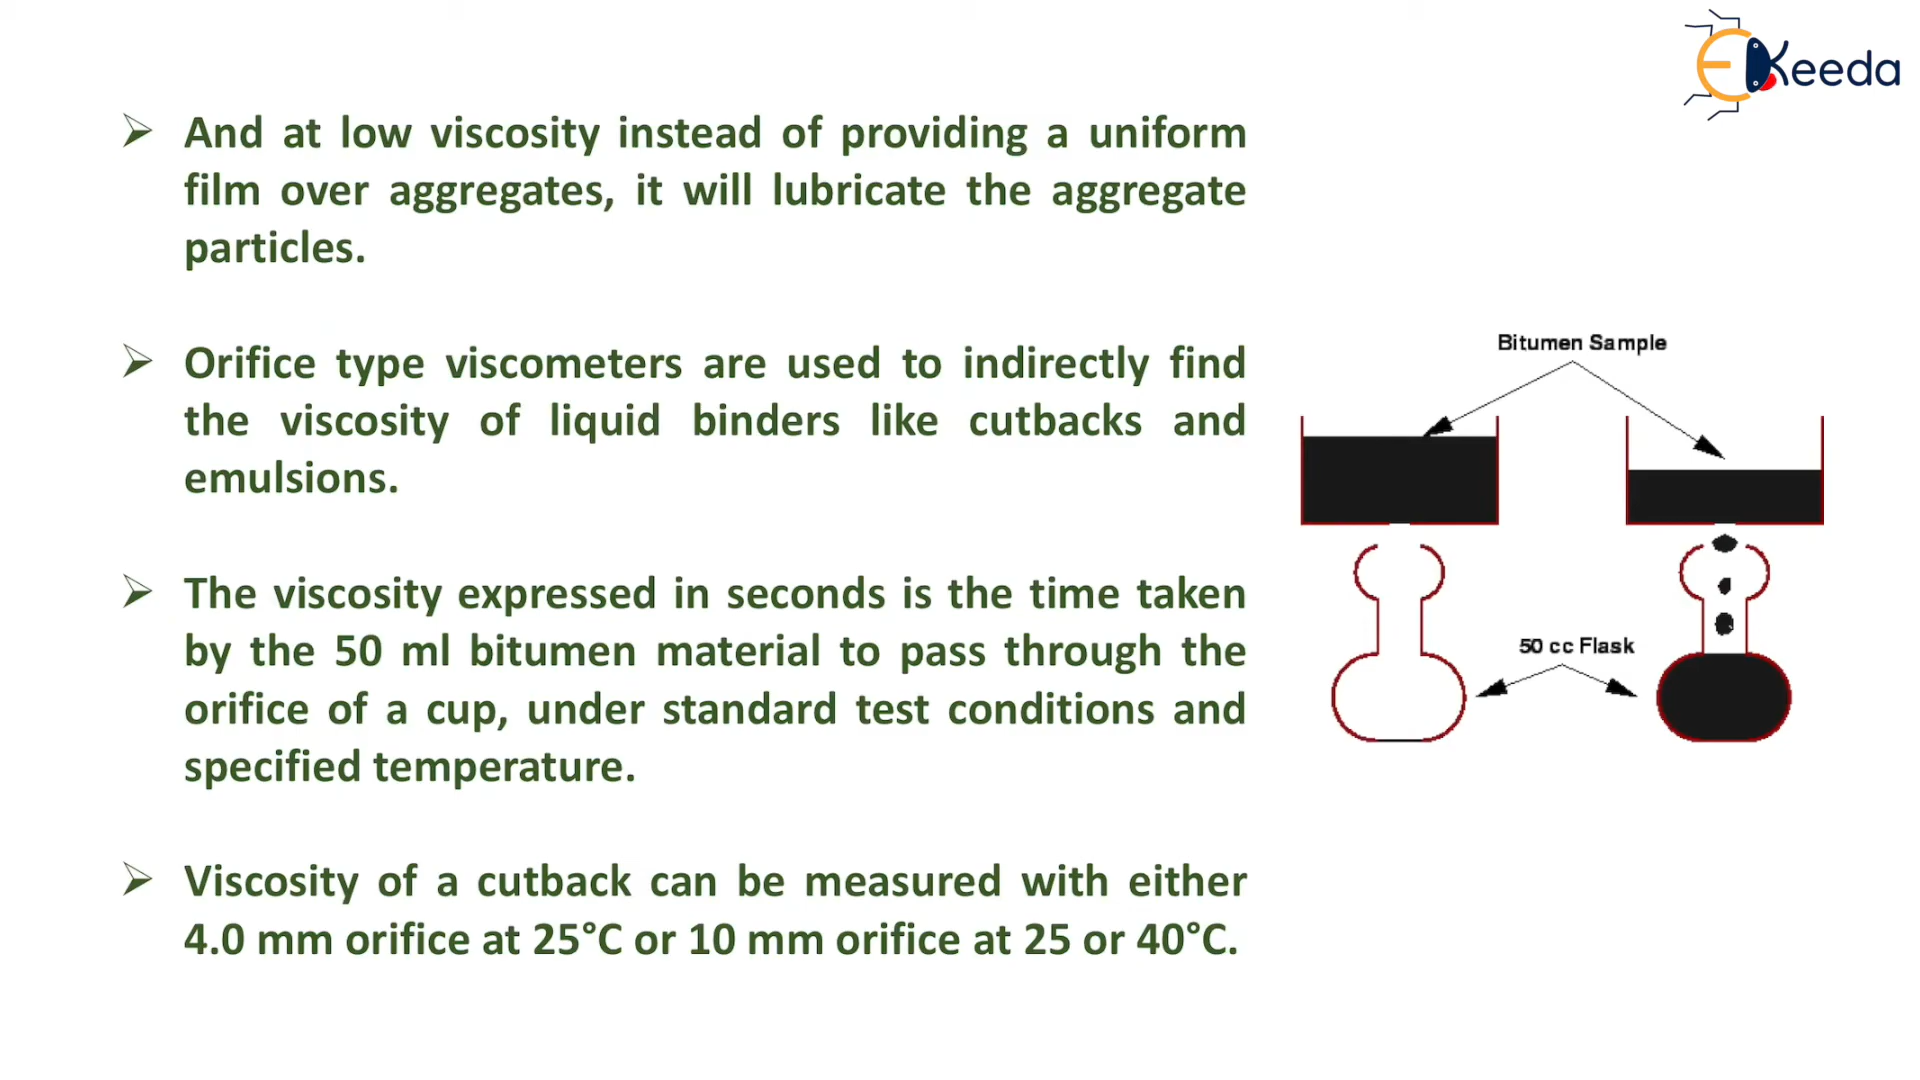 EKeeda
And at low viscosity instead of providing a uniform
film over aggregates, it will lubricate the aggregate
particles.
Orifice type viscometers are used to indirectly find
the viscosity of liquid binders like cutbacks and
emulsions.
The viscosity expressed in seconds is the time taken
by the 50 ml bitumen material to pass through the
orifice of a cup, under standard test conditions and
specified temperature.
Viscosity of a cutback can be measured with either
4.0 mm orifice at 25°C or 10 mm orifice at 25 or 40°C.
Bitumen Sample
50 cc Flask